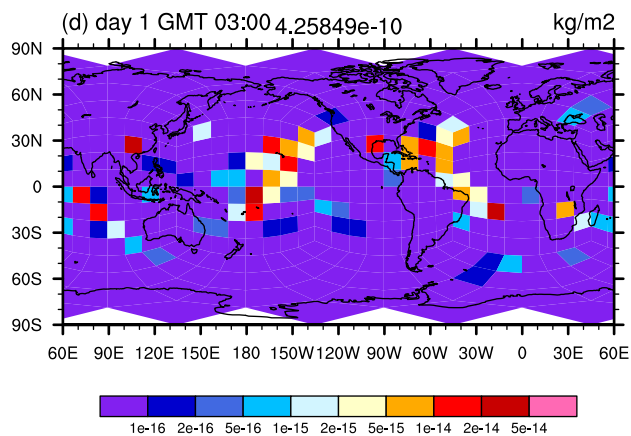 (d) day 1 GMT 03:00 4.25849e-10 kg/m2
90N
60N
30N
0
30S
60S
90S
60E 90E 120E 150E 180 150W 120W 90W 60W 30W 0 30E 60E
1e-16 2e-16 5e-16 1e-15 2e-15 5e-15 1e-14 2e-14 5e-14